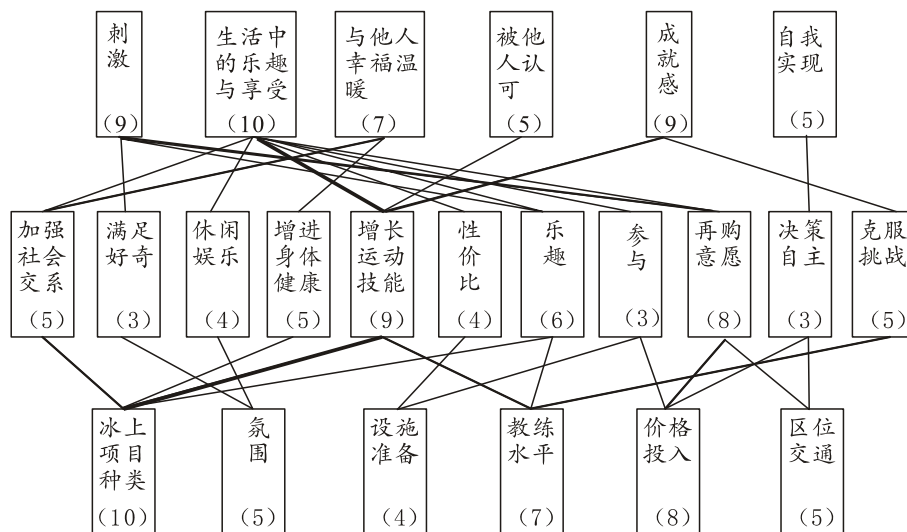 刺
激
(9)
生活中
的乐趣
与享受
(10)
与他人
幸福温
暖
(7)
被他
人认
可
(5)
成
就
感
(9)
自我
实现
(5)
加强
社会
交系
(5)
满足
好奇
(3)
休闲
娱乐
(4)
增进
身体
健康
(5)
增长
运动
技能
(9)
性
价
比
(4)
乐
趣
(6)
参
与
(3)
再购
意愿
(8)
决策
自主
(3)
克服
挑战
(5)
冰上
项目
种类
(10)
氛
围
(5)
设施
准备
(4)
教练
水平
(7)
价格
投入
(8)
区位
交通
(5)